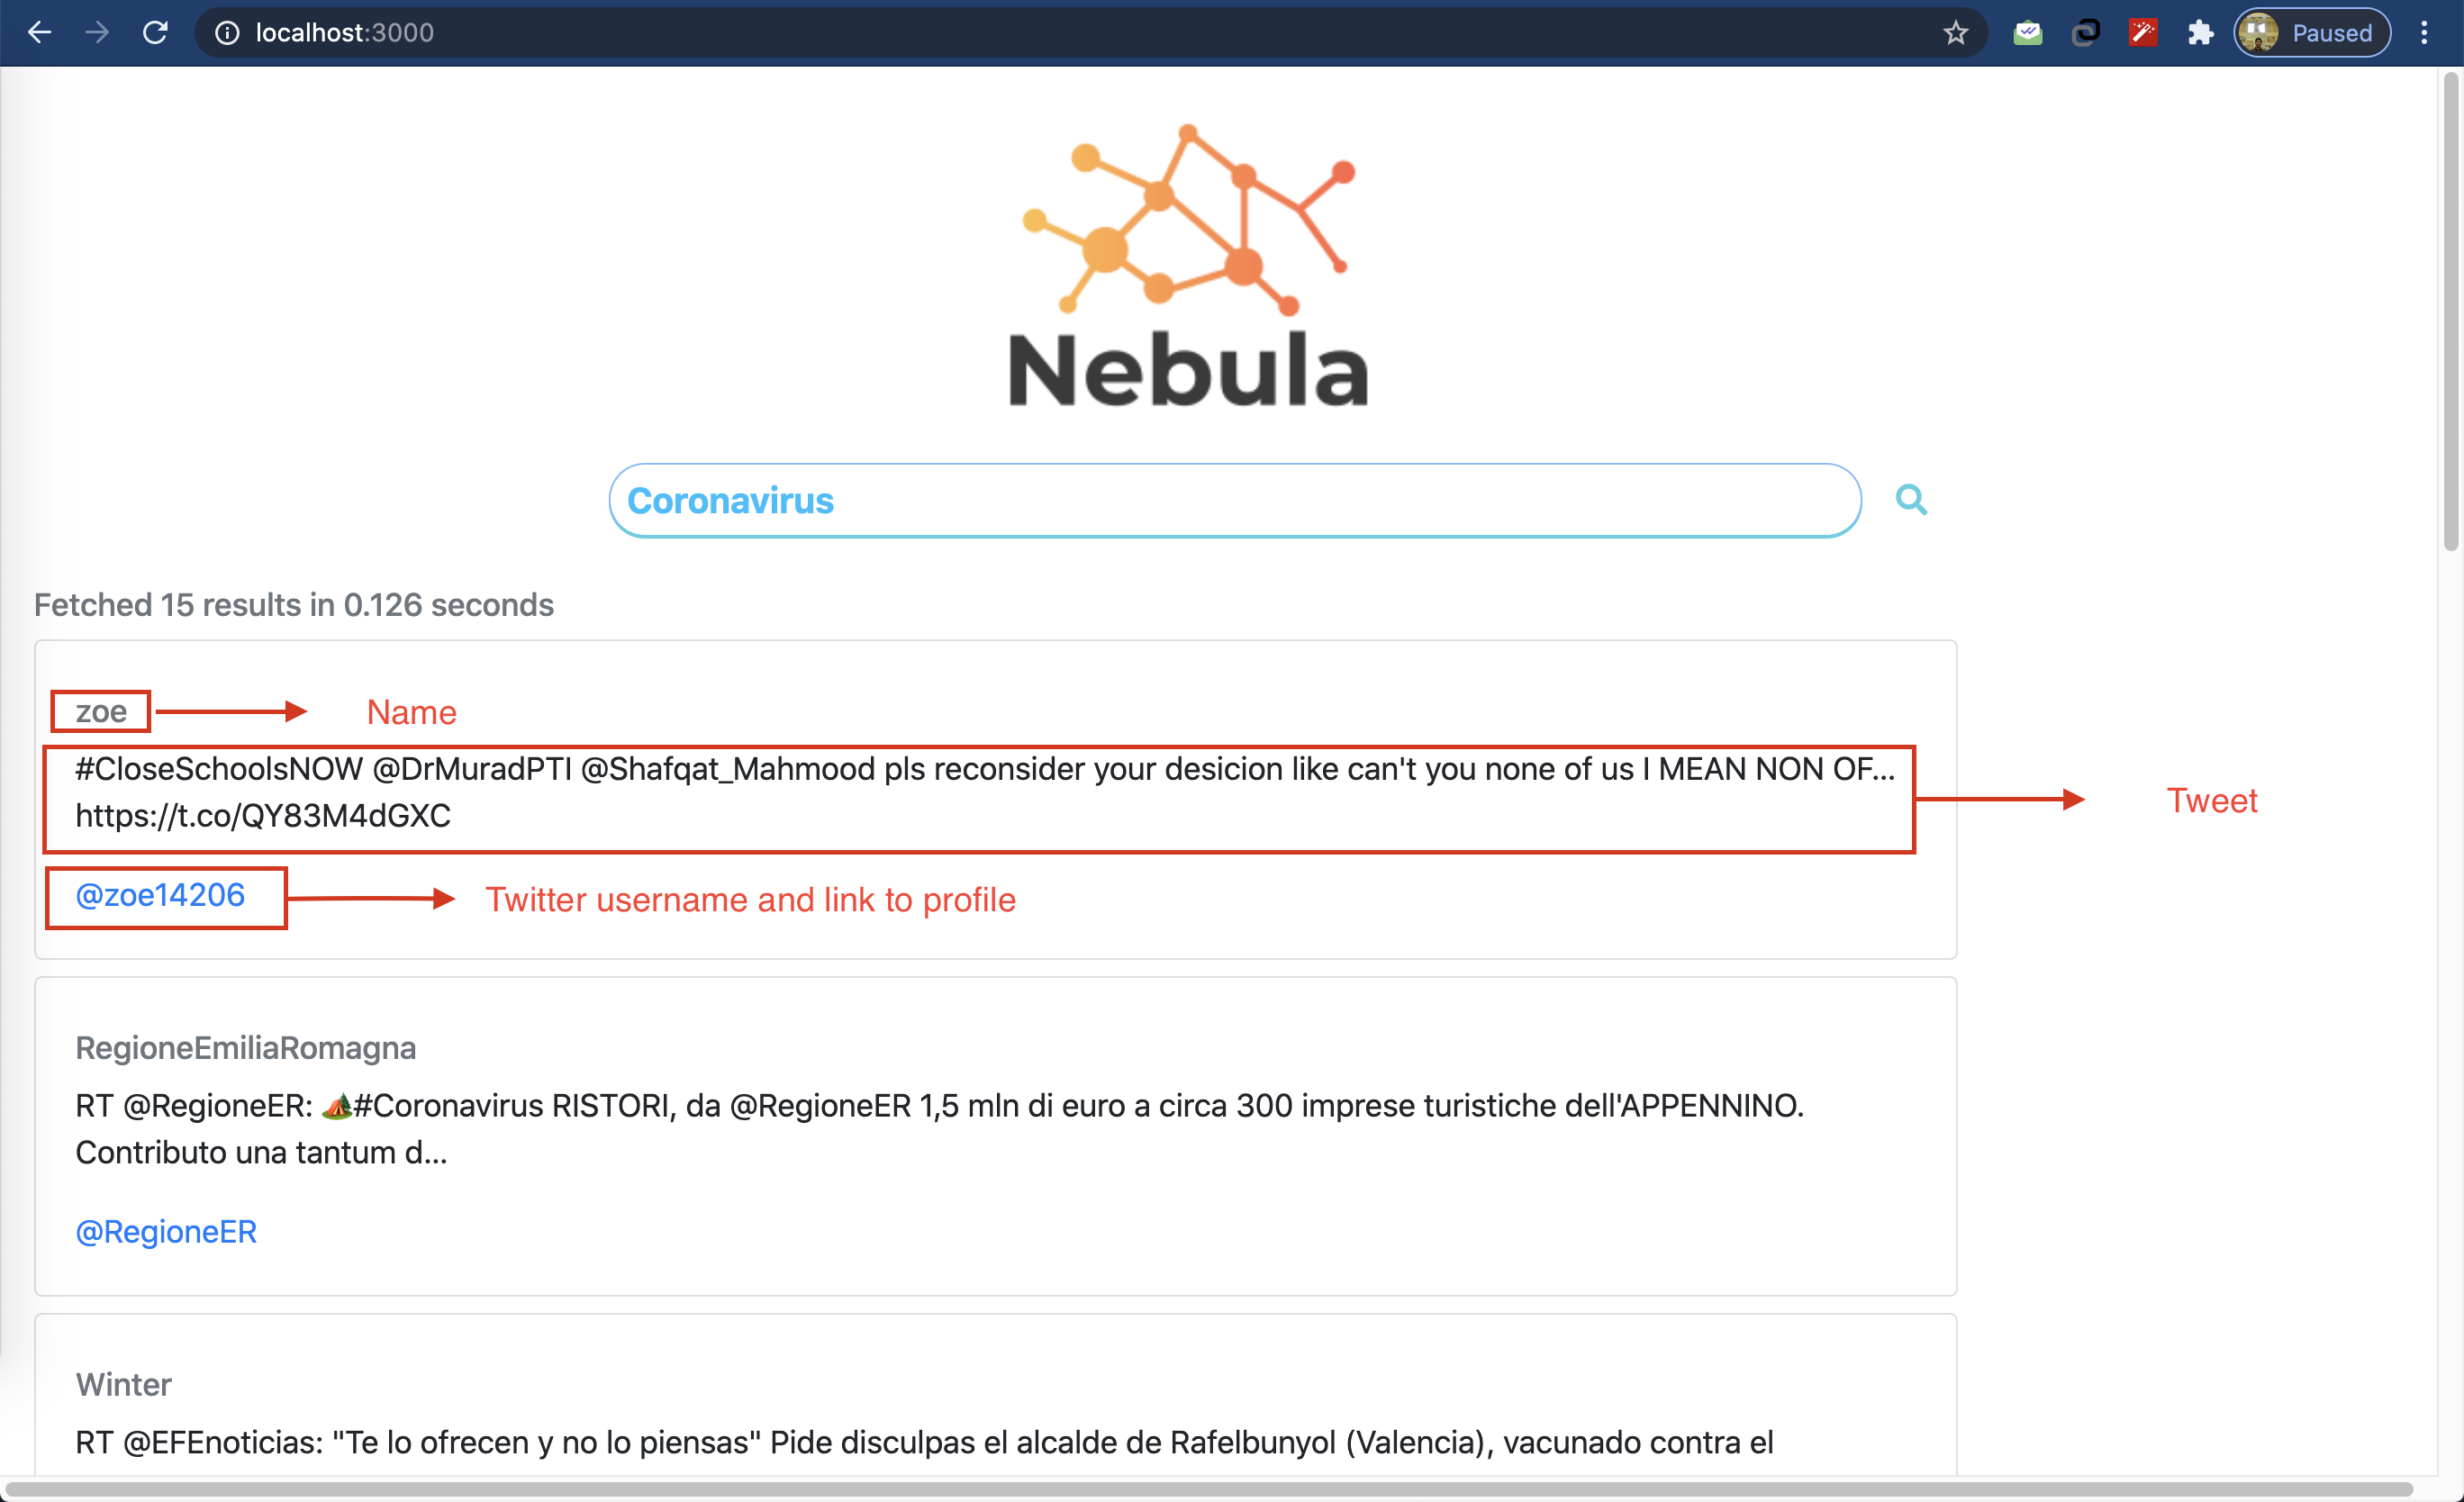 localhost:3000
Paused
Nebula
Coronavirus
Fetched 15 results in 0.126 seconds
zoe
Name
#CloseSchoolsNOW @DrMuradPTI @Shafqat_Mahmood pls reconsider your desicion like can't you none of us I MEAN NON OF...
https://t.co/QY83M4dGXC
Tweet
@zoe14206
Twitter username and link to profile
RegioneEmiliaRomagna
RT @RegioneER: 🏕️#Coronavirus RISTORI, da @RegioneER 1,5 mln di euro a circa 300 imprese turistiche dell'APPENNINO.
Contributo una tantum d...
@RegioneER
Winter
RT @EFEnoticias: "Te lo ofrecen y no lo piensas" Pide disculpas el alcalde de Rafelbunyol (Valencia), vacunado contra el